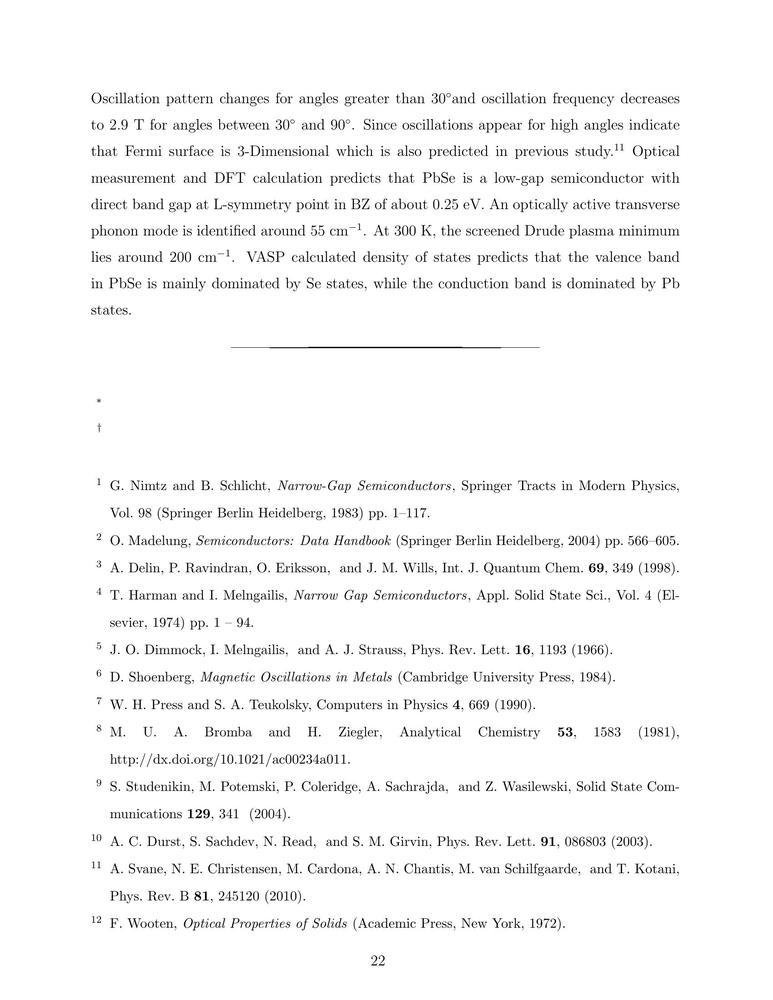 Oscillation pattern changes for angles greater than 30°and oscillation frequency decreases
to 2.9 T for angles between 30° and 90°. Since oscillations appear for high angles indicate
that Fermi surface is 3-Dimensional which is also predicted in previous study.¹¹ Optical
measurement and DFT calculation predicts that PbSe is a low-gap semiconductor with
direct band gap at L-symmetry point in BZ of about 0.25 eV. An optically active transverse
phonon mode is identified around 55 cm⁻¹. At 300 K, the screened Drude plasma minimum
lies around 200 cm⁻¹. VASP calculated density of states predicts that the valence band
in PbSe is mainly dominated by Se states, while the conduction band is dominated by Pb
states.
*
†
¹ G. Nimtz and B. Schlicht, Narrow-Gap Semiconductors, Springer Tracts in Modern Physics,
Vol. 98 (Springer Berlin Heidelberg, 1983) pp. 1–117.
² O. Madelung, Semiconductors: Data Handbook (Springer Berlin Heidelberg, 2004) pp. 566–605.
³ A. Delin, P. Ravindran, O. Eriksson, and J. M. Wills, Int. J. Quantum Chem. 69, 349 (1998).
⁴ T. Harman and I. Melngailis, Narrow Gap Semiconductors, Appl. Solid State Sci., Vol. 4 (El-
sevier, 1974) pp. 1 – 94.
⁵ J. O. Dimmock, I. Melngailis, and A. J. Strauss, Phys. Rev. Lett. 16, 1193 (1966).
⁶ D. Shoenberg, Magnetic Oscillations in Metals (Cambridge University Press, 1984).
⁷ W. H. Press and S. A. Teukolsky, Computers in Physics 4, 669 (1990).
⁸ M. U. A. Bromba and H. Ziegler, Analytical Chemistry 53, 1583 (1981),
http://dx.doi.org/10.1021/ac00234a011.
⁹ S. Studenikin, M. Potemski, P. Coleridge, A. Sachrajda, and Z. Wasilewski, Solid State Com-
munications 129, 341 (2004).
¹⁰ A. C. Durst, S. Sachdev, N. Read, and S. M. Girvin, Phys. Rev. Lett. 91, 086803 (2003).
¹¹ A. Svane, N. E. Christensen, M. Cardona, A. N. Chantis, M. van Schilfgaarde, and T. Kotani,
Phys. Rev. B 81, 245120 (2010).
¹² F. Wooten, Optical Properties of Solids (Academic Press, New York, 1972).
22